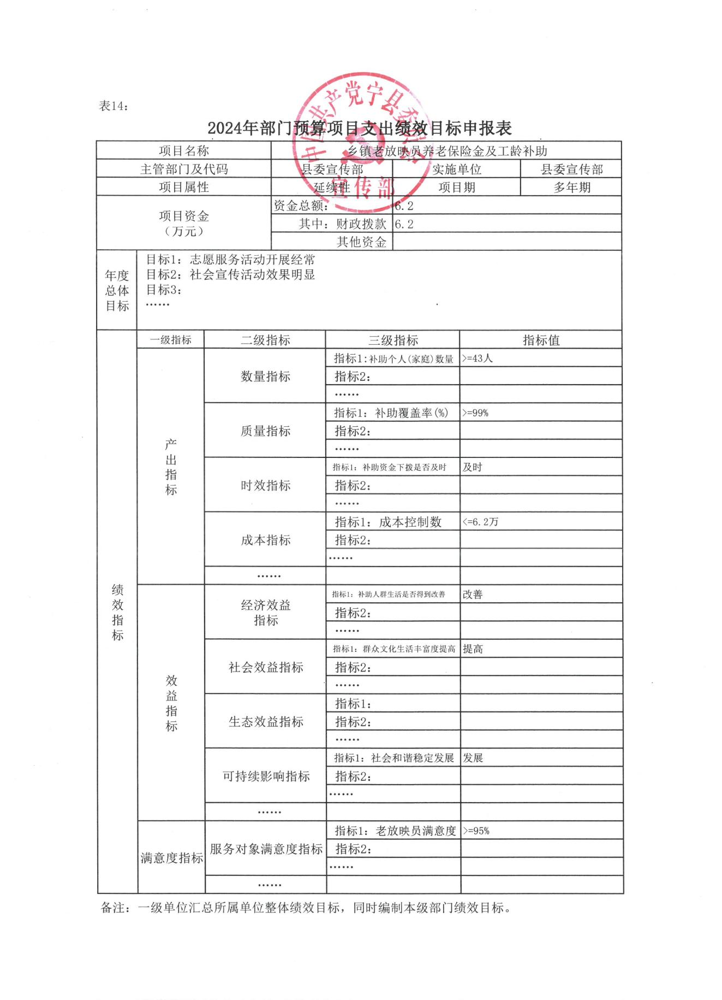 表14：
中国共产党宁县委员会
宣传部
2024年部门预算项目支出绩效目标申报表
项目名称 乡镇老放映员养老保险金及工龄补助
主管部门及代码 县委宣传部 实施单位 县委宣传部
项目属性 延续性 项目期 多年期
项目资金（万元） 资金总额： 6.2
其中：财政拨款 6.2
其他资金
年度总体目标
目标1：志愿服务活动开展经常
目标2：社会宣传活动效果明显
目标3：
……
绩效指标
一级指标 二级指标 三级指标 指标值
产出指标
数量指标 指标1：补助个人(家庭)数量 >=43人
指标2：
……
质量指标 指标1：补助覆盖率(%) >=99%
指标2：
……
时效指标 指标1：补助资金下拨是否及时 及时
指标2：
……
成本指标 指标1：成本控制数 <=6.2万
指标2：
……
……
效益指标
经济效益指标 指标1：补助人群生活是否得到改善 改善
指标2：
……
社会效益指标 指标1：群众文化生活丰富度提高 提高
指标2：
……
生态效益指标 指标1：
指标2：
……
可持续影响指标 指标1：社会和谐稳定发展 发展
指标2：
……
……
满意度指标
服务对象满意度指标 指标1：老放映员满意度 >=95%
指标2：
……
……
备注：一级单位汇总所属单位整体绩效目标，同时编制本级部门绩效目标。